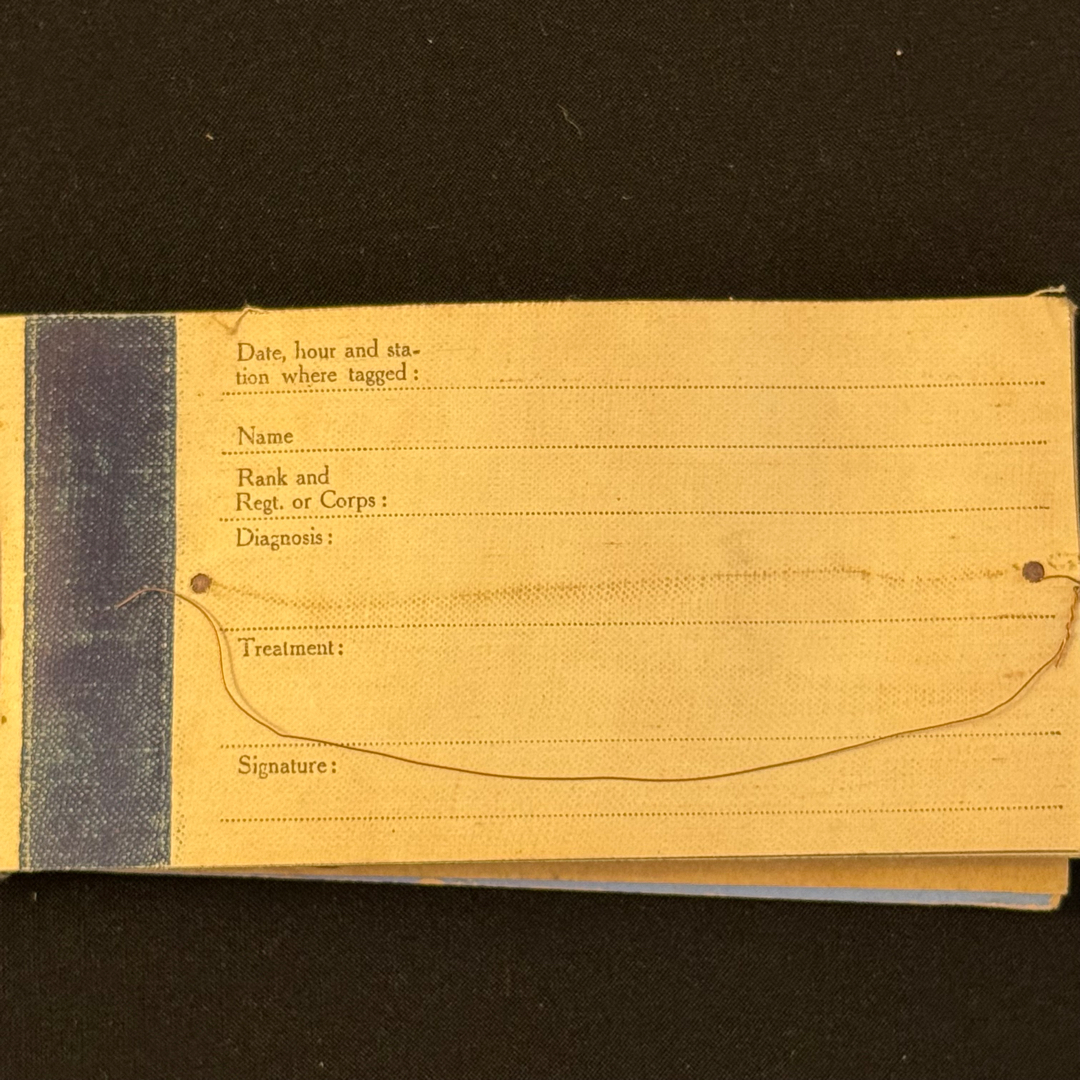 Date, hour and sta-
tion where tagged :
Name
Rank and
Regt. or Corps :
Diagnosis :
Treatment :
Signature :